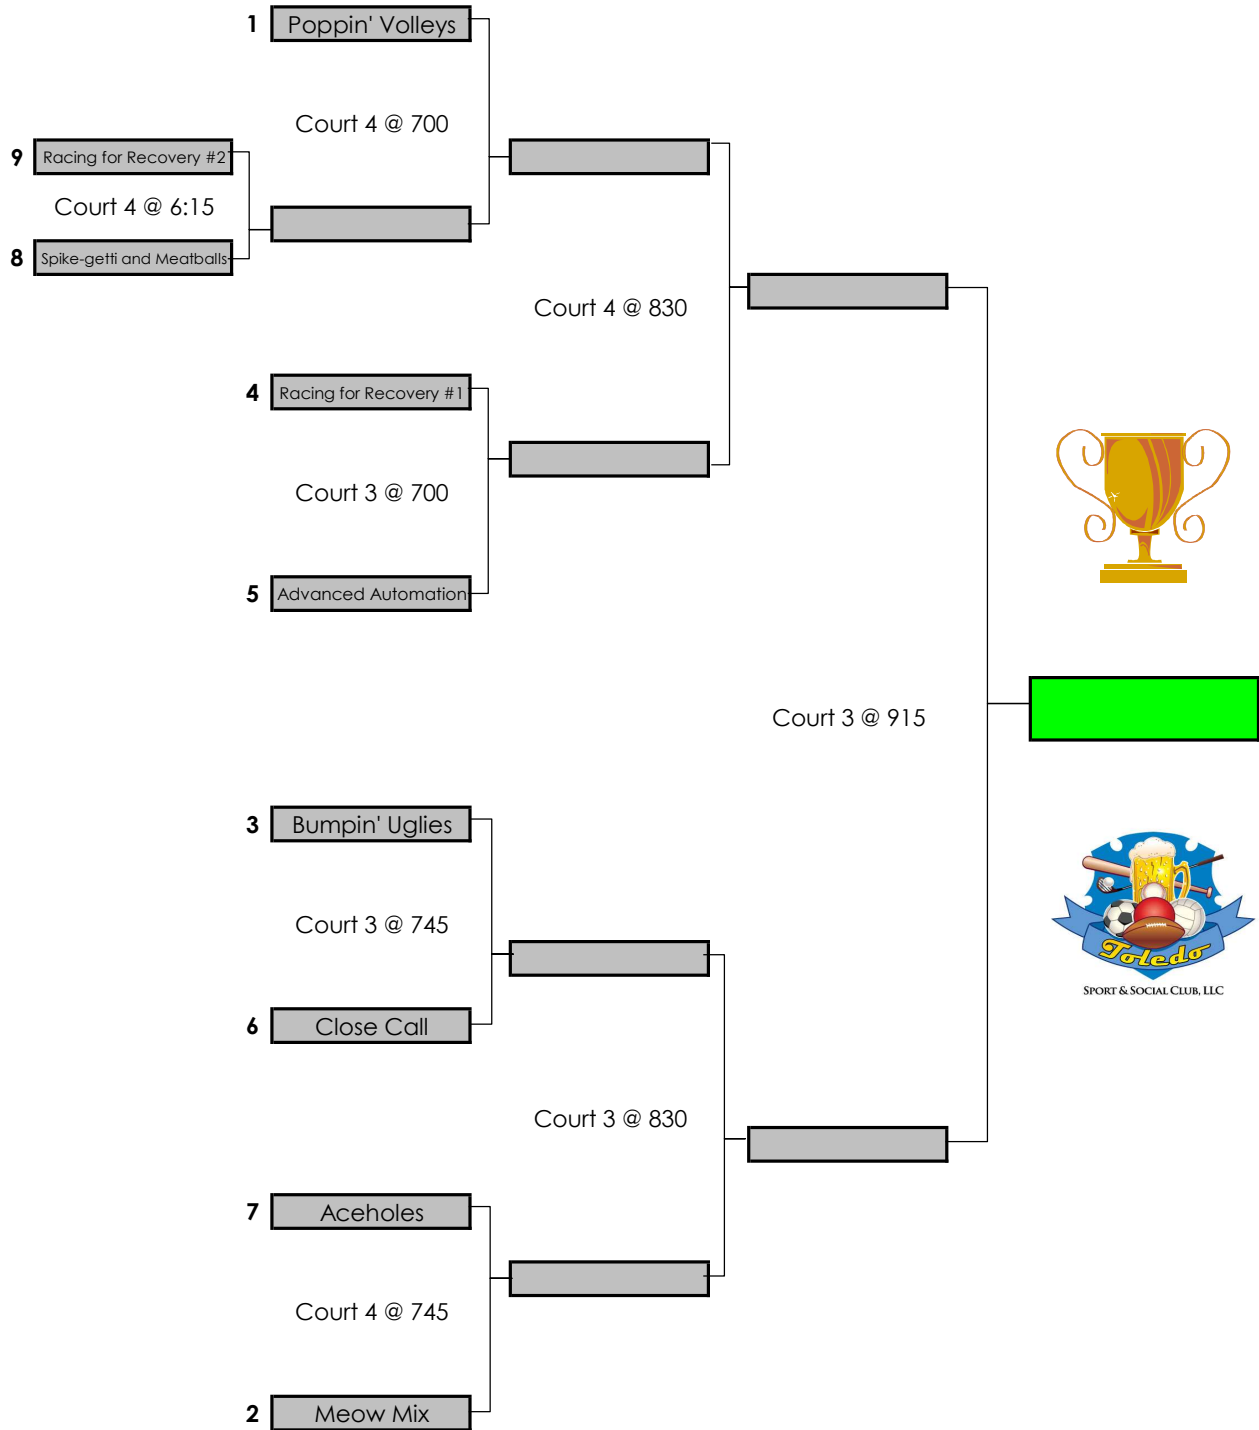 1 Poppin' Volleys
Court 4 @ 700
9 Racing for Recovery #2
Court 4 @ 6:15
8 Spike-getti and Meatballs
Court 4 @ 830
4 Racing for Recovery #1
Court 3 @ 700
5 Advanced Automation
Court 3 @ 915
3 Bumpin' Uglies
Court 3 @ 745
6 Close Call
Toledo
SPORT & SOCIAL CLUB, LLC
Court 3 @ 830
7 Aceholes
Court 4 @ 745
2 Meow Mix